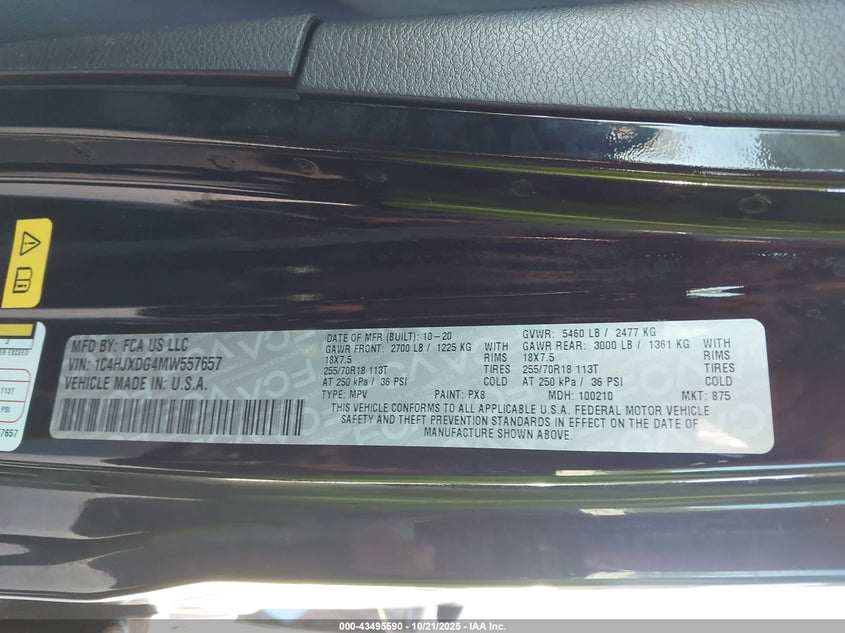 MFD BY: FCA US LLC
VIN: 1C4HJXDG4MW557657
VEHICLE MADE IN: U.S.A.
DATE OF MFR (BUILT): 10-20 GVWR: 5460 LB / 2477 KG
GAWR FRONT: 2700 LB / 1225 KG WITH GAWR REAR: 3000 LB / 1361 KG WITH
18X7.5 RIMS 18X7.5 RIMS
255/70R18 113T TIRES 255/70R18 113T TIRES
AT 250 kPa / 36 PSI COLD AT 250 kPa / 36 PSI COLD
TYPE: MPV PAINT: PX8 MDH: 100210 MKT: 875
THIS VEHICLE CONFORMS TO ALL APPLICABLE U.S.A. FEDERAL MOTOR VEHICLE
SAFETY AND THEFT PREVENTION STANDARDS IN EFFECT ON THE DATE OF
MANUFACTURE SHOWN ABOVE.
113T
PSI
7657
000-43495590 - 10/21/2025 - IAA Inc.